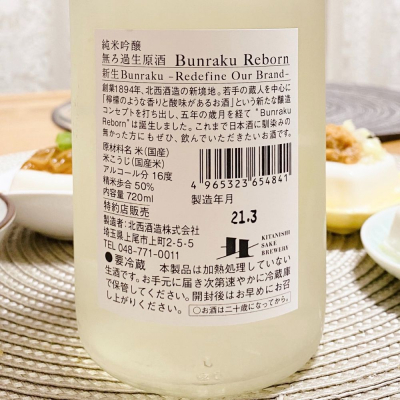 純米吟醸
無ろ過生原酒 Bunraku Reborn
新生Bunraku -Redefine Our Brand-
創業1894年、北西酒造の新境地。若手の蔵人を中心に
「檸檬のような香りと酸味があるお酒」という新たな醸造
コンセプトを打ち出し、五年の歳月を経て"Bunraku
Reborn"は誕生しました。これまで日本酒に馴染みの
無かった方にもぜひ、飲んでいただきたいお酒です。
原材料名 米(国産)
米こうじ(国産米)
アルコール分 16度
精米歩合 50%
内容量 720ml
特約店販売
製造者:北西酒造株式会社
埼玉県上尾市上町2-5-5
TEL 048-771-0011
4 965323 654841
製造年月
21.3
KITANISHI
SAKE
BREWERY
●要冷蔵 本製品は加熱処理していない
生酒です。お手元に届き次第速やかに冷蔵庫
で保管してください。開封後はお早めにお召
し上がりください。
○お酒は二十歳になってから。